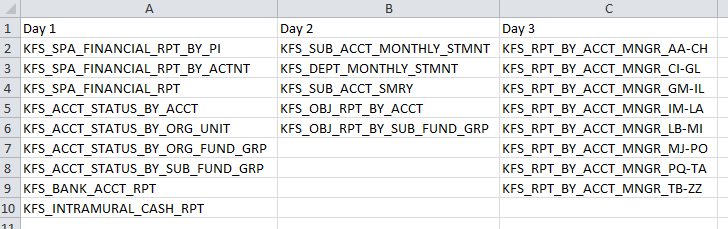 A B C
1 Day 1 Day 2 Day 3
2 KFS_SPA_FINANCIAL_RPT_BY_PI KFS_SUB_ACCT_MONTHLY_STMNT KFS_RPT_BY_ACCT_MNGR_AA-CH
3 KFS_SPA_FINANCIAL_RPT_BY_ACTNT KFS_DEPT_MONTHLY_STMNT KFS_RPT_BY_ACCT_MNGR_CI-GL
4 KFS_SPA_FINANCIAL_RPT KFS_SUB_ACCT_SMRY KFS_RPT_BY_ACCT_MNGR_GM-IL
5 KFS_ACCT_STATUS_BY_ACCT KFS_OBJ_RPT_BY_ACCT KFS_RPT_BY_ACCT_MNGR_IM-LA
6 KFS_ACCT_STATUS_BY_ORG_UNIT KFS_OBJ_RPT_BY_SUB_FUND_GRP KFS_RPT_BY_ACCT_MNGR_LB-MI
7 KFS_ACCT_STATUS_BY_ORG_FUND_GRP KFS_RPT_BY_ACCT_MNGR_MJ-PO
8 KFS_ACCT_STATUS_BY_SUB_FUND_GRP KFS_RPT_BY_ACCT_MNGR_PQ-TA
9 KFS_BANK_ACCT_RPT KFS_RPT_BY_ACCT_MNGR_TB-ZZ
10 KFS_INTRAMURAL_CASH_RPT
11